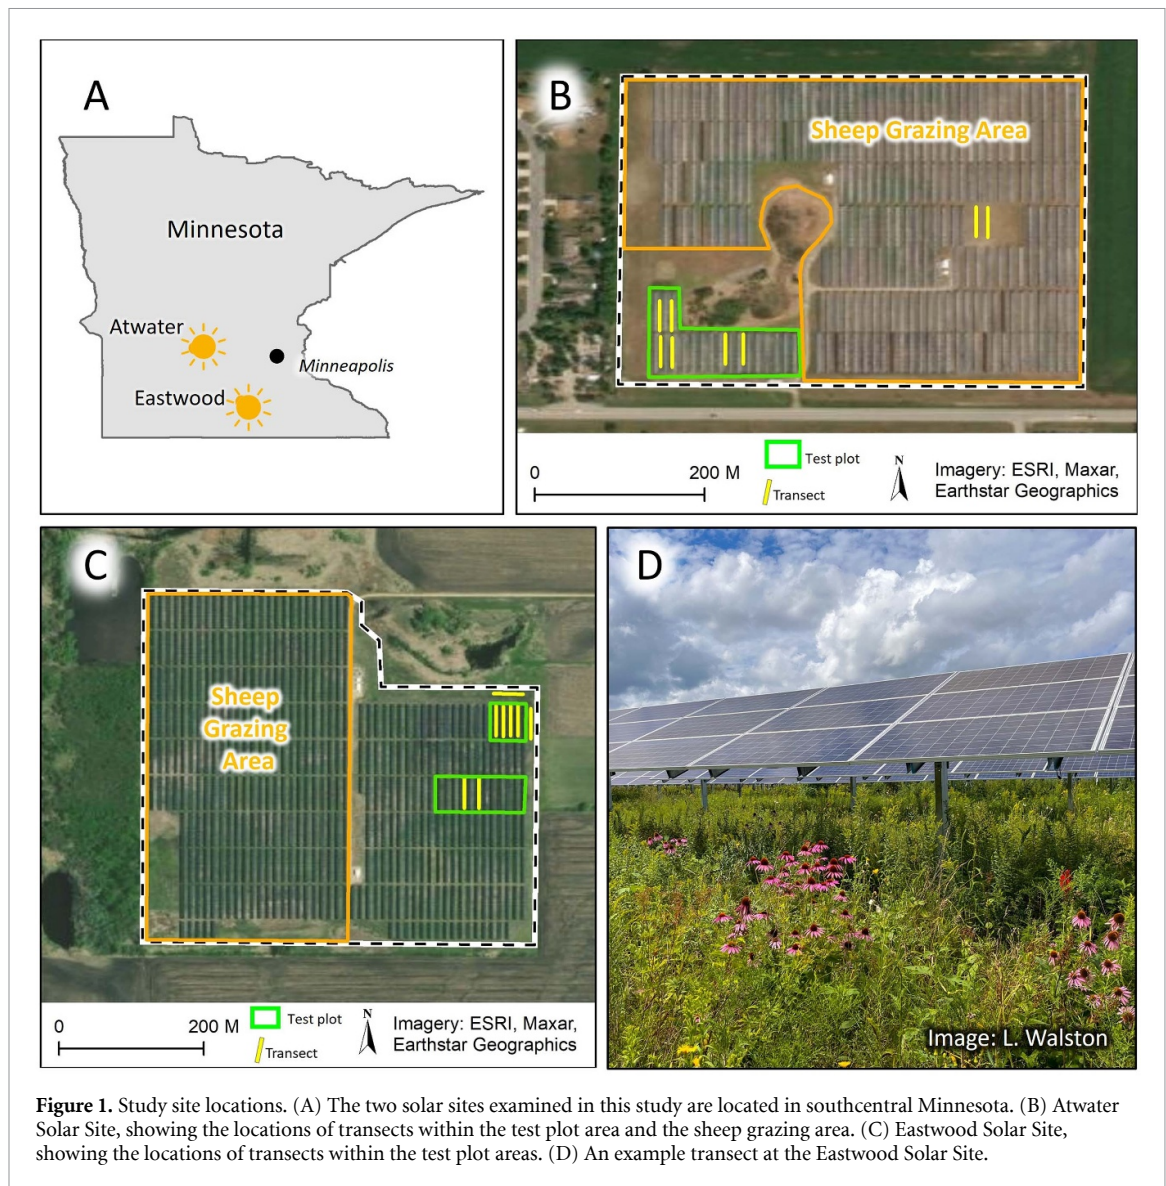 A
Minnesota
Atwater
Minneapolis
Eastwood
B
Sheep Grazing Area
0
200 M
Test plot
Transect
N
Imagery: ESRI, Maxar,
Earthstar Geographics
C
Sheep
Grazing
Area
0
200 M
Test plot
Transect
N
Imagery: ESRI, Maxar,
Earthstar Geographics
D
Image: L. Walston
Figure 1. Study site locations. (A) The two solar sites examined in this study are located in southcentral Minnesota. (B) Atwater
Solar Site, showing the locations of transects within the test plot area and the sheep grazing area. (C) Eastwood Solar Site,
showing the locations of transects within the test plot areas. (D) An example transect at the Eastwood Solar Site.